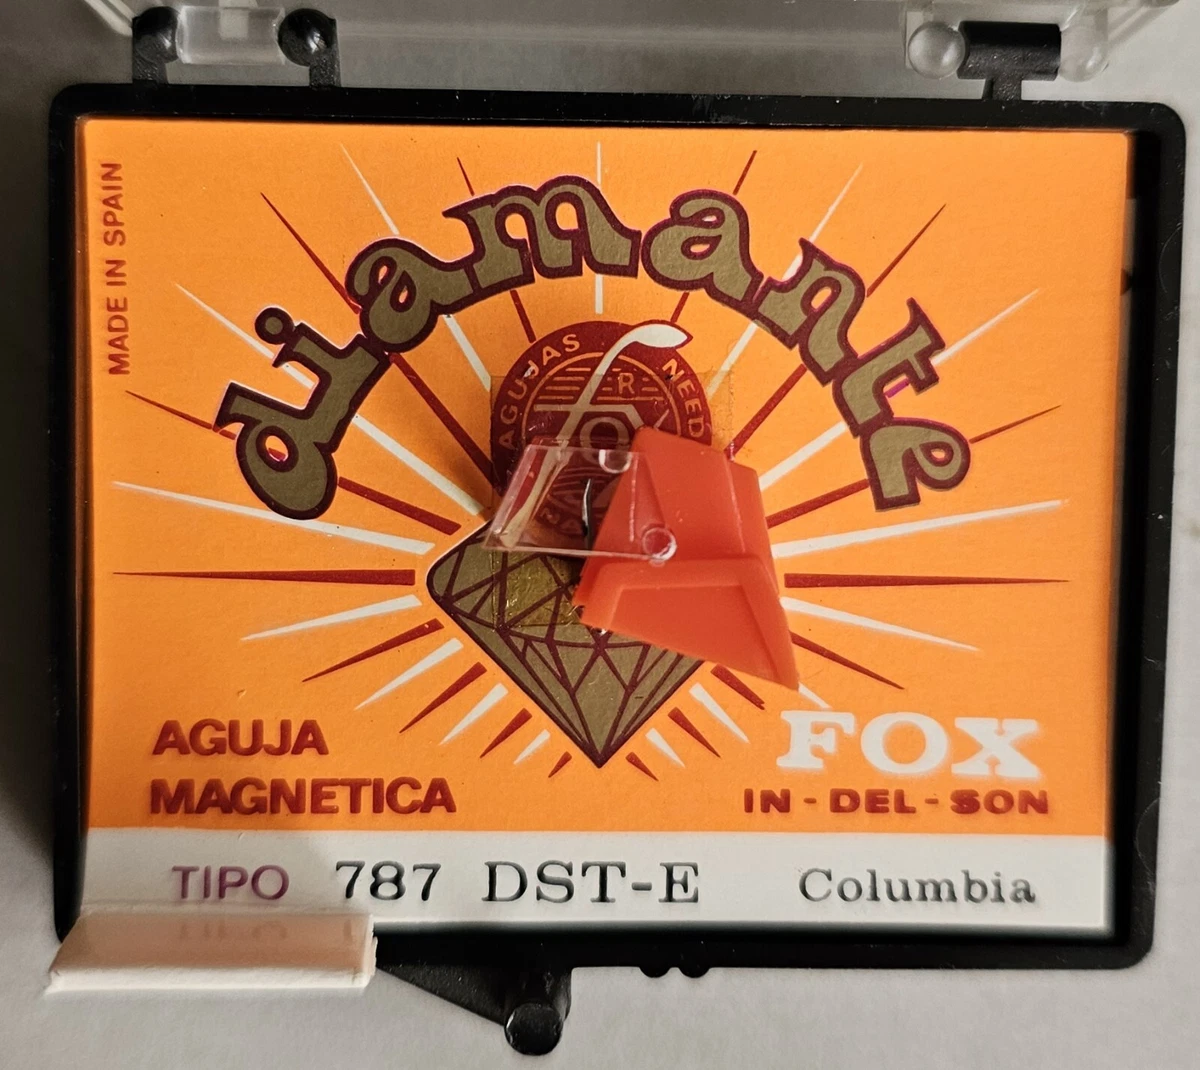 MADE IN SPAIN
diamante
AGUJAS
NEED
R
AGUJA
MAGNETICA
FOX
IN-DEL-SON
TIPO 787 DST-E Columbia